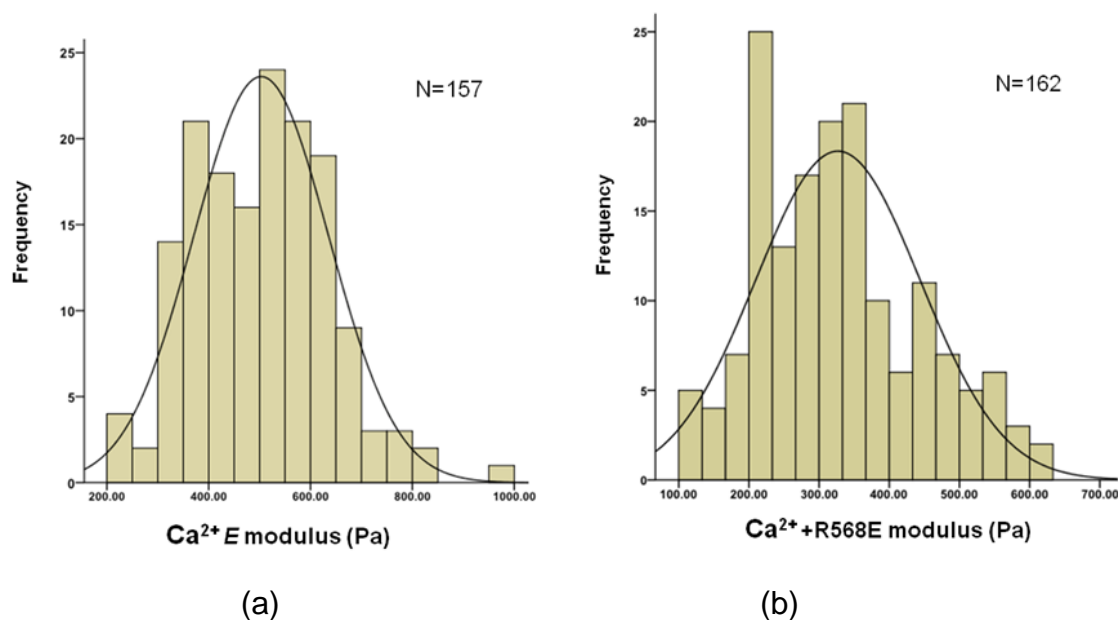 25
20
15
10
5
0
Frequency
N=157
200.00 400.00 600.00 800.00 1000.00
Ca²⁺ E modulus (Pa)
(a)
25
20
15
10
5
0
Frequency
N=162
100.00 200.00 300.00 400.00 500.00 600.00 700.00
Ca²⁺ +R568E modulus (Pa)
(b)